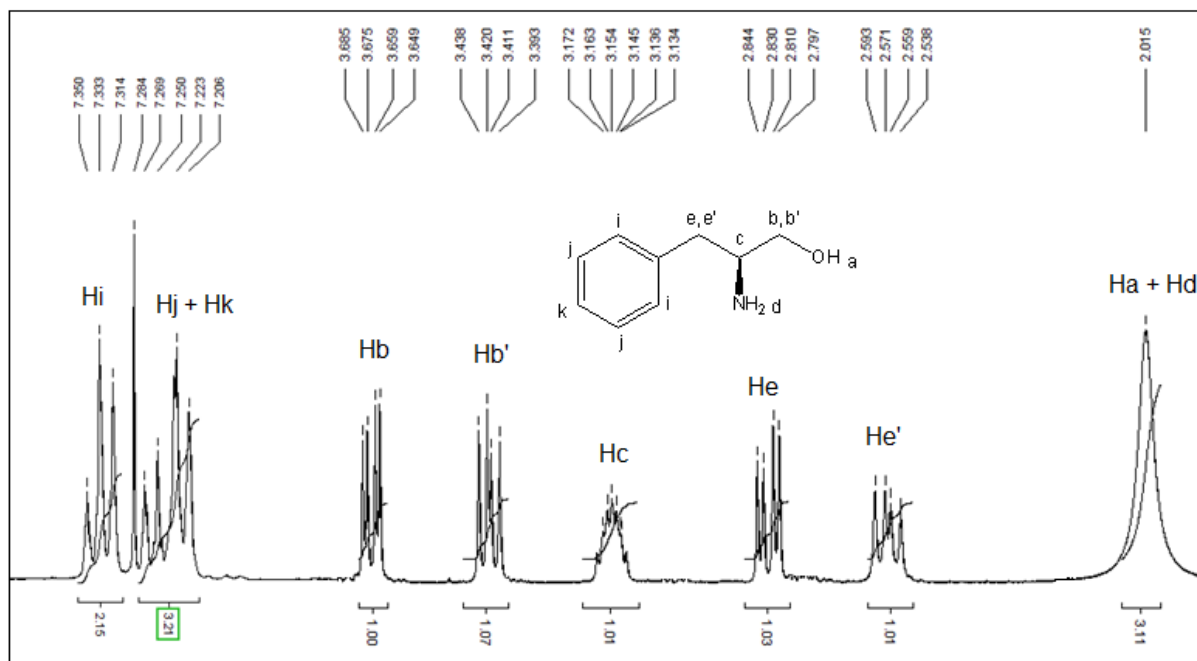 7.350
7.333
7.314
7.284
7.269
7.250
7.223
7.206
3.685
3.675
3.659
3.649
3.438
3.420
3.411
3.393
3.172
3.163
3.154
3.145
3.136
3.134
2.844
2.830
2.810
2.797
2.593
2.571
2.559
2.538
2.015
i
e, e'
b, b'
j
c
OH a
k
i
NH2 d
j
Hi
Hj + Hk
Hb
Hb'
Hc
He
He'
Ha + Hd
2.15
3.21
1.00
1.07
1.01
1.03
1.01
3.11